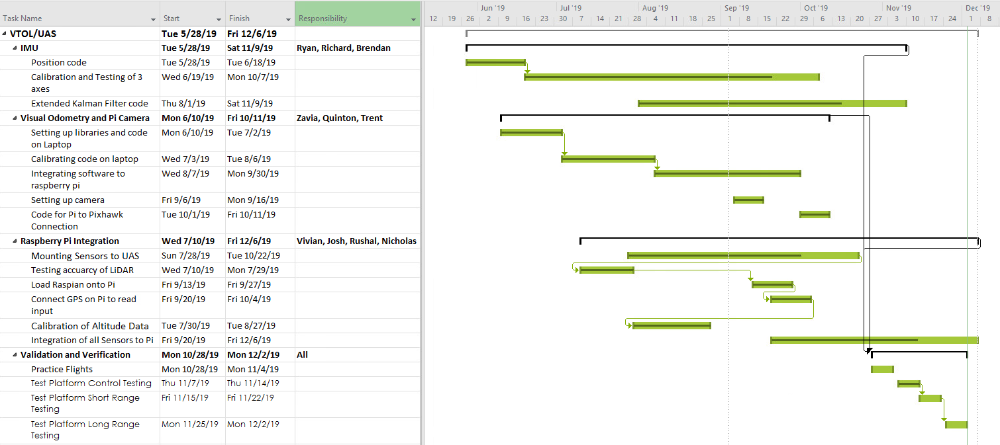 Task Name Start Finish Responsibility
Jun '19 Jul '19 Aug '19 Sep '19 Oct '19 Nov '19 Dec '19
12 19 26 2 9 16 23 30 7 14 21 28 4 11 18 25 1 8 15 22 29 6 13 20 27 3 10 17 24 1 8
VTOL/UAS Tue 5/28/19 Fri 12/6/19
IMU Tue 5/28/19 Sat 11/9/19 Ryan, Richard, Brendan
Position code Tue 5/28/19 Tue 6/18/19
Calibration and Testing of 3 Wed 6/19/19 Mon 10/7/19
axes
Extended Kalman Filter code Thu 8/1/19 Sat 11/9/19
Visual Odometry and Pi Camera Mon 6/10/19 Fri 10/11/19 Zavia, Quinton, Trent
Setting up libraries and code Mon 6/10/19 Tue 7/2/19
on Laptop
Calibrating code on laptop Wed 7/3/19 Tue 8/6/19
Integrating software to Wed 8/7/19 Mon 9/30/19
raspberry pi
Setting up camera Fri 9/6/19 Mon 9/16/19
Code for Pi to Pixhawk Tue 10/1/19 Fri 10/11/19
Connection
Raspberry Pi Integration Wed 7/10/19 Fri 12/6/19 Vivian, Josh, Rushal, Nicholas
Mounting Sensors to UAS Sun 7/28/19 Tue 10/22/19
Testing accuarcy of LiDAR Wed 7/10/19 Mon 7/29/19
Load Raspian onto Pi Fri 9/13/19 Fri 9/27/19
Connect GPS on Pi to read Fri 9/20/19 Fri 10/4/19
input
Calibration of Altitude Data Tue 7/30/19 Tue 8/27/19
Integration of all Sensors to Pi Fri 9/20/19 Fri 12/6/19
Validation and Verification Mon 10/28/19 Mon 12/2/19 All
Practice Flights Mon 10/28/19 Mon 11/4/19
Test Platform Control Testing Thu 11/7/19 Thu 11/14/19
Test Platform Short Range Fri 11/15/19 Fri 11/22/19
Testing
Test Platform Long Range Mon 11/25/19 Mon 12/2/19
Testing